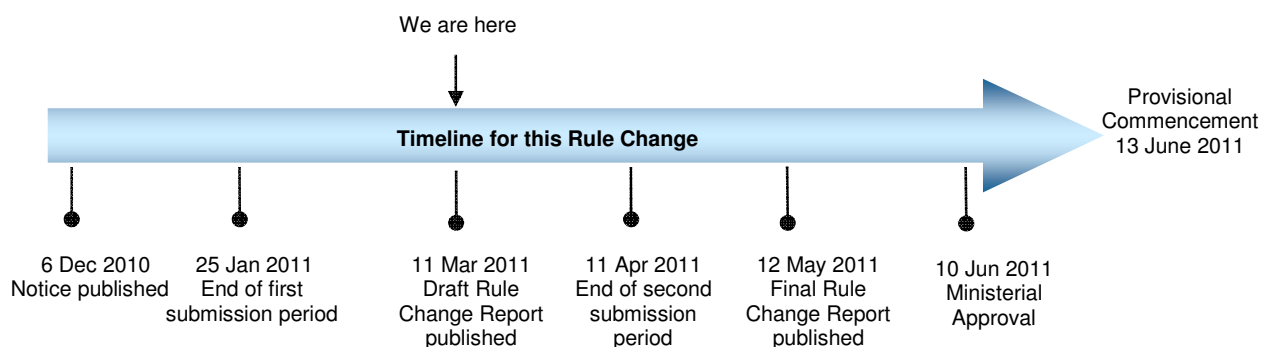 We are here
Timeline for this Rule Change
Provisional
Commencement
13 June 2011
6 Dec 2010
Notice published
25 Jan 2011
End of first
submission period
11 Mar 2011
Draft Rule
Change Report
published
11 Apr 2011
End of second
submission
period
12 May 2011
Final Rule
Change Report
published
10 Jun 2011
Ministerial
Approval